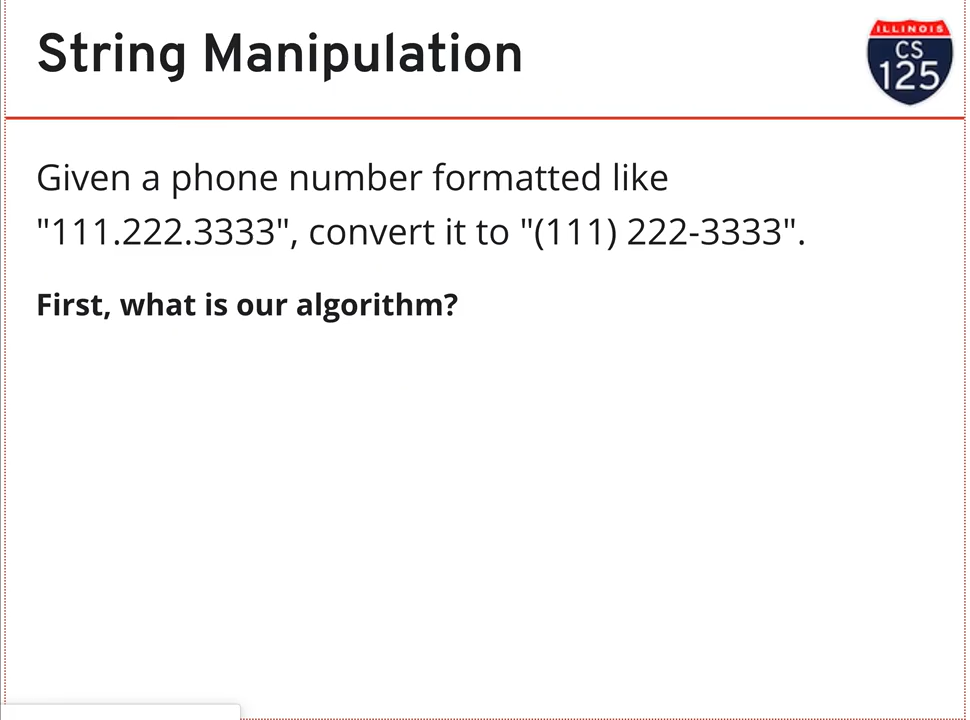 String Manipulation
ILLINOIS
CS
125
Given a phone number formatted like
"111.222.3333", convert it to "(111) 222-3333".
First, what is our algorithm?